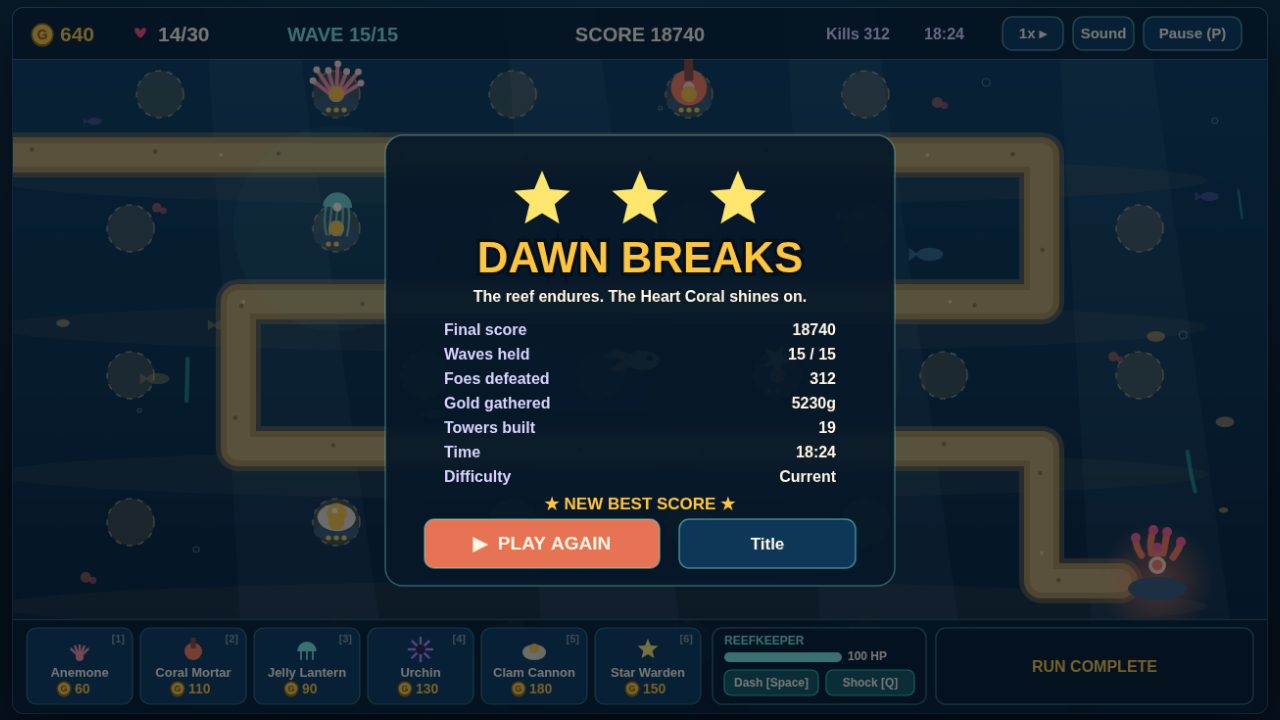 G 640 14/30 WAVE 15/15 SCORE 18740 Kills 312 18:24 1x ▸ Sound Pause (P)
DAWN BREAKS
The reef endures. The Heart Coral shines on.
Final score 18740
Waves held 15 / 15
Foes defeated 312
Gold gathered 5230g
Towers built 19
Time 18:24
Difficulty Current
★ NEW BEST SCORE ★
▶ PLAY AGAIN Title
[1] Anemone G 60
[2] Coral Mortar G 110
[3] Jelly Lantern G 90
[4] Urchin G 130
[5] Clam Cannon G 180
[6] Star Warden G 150
REEFKEEPER
100 HP
Dash [Space] Shock [Q]
RUN COMPLETE